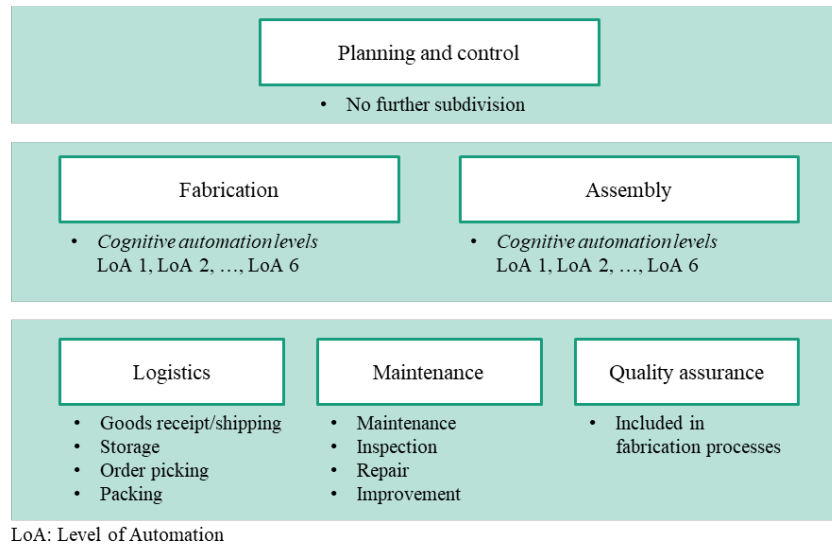 Planning and control
• No further subdivision
Fabrication
• Cognitive automation levels
LoA 1, LoA 2, …, LoA 6
Assembly
• Cognitive automation levels
LoA 1, LoA 2, …, LoA 6
Logistics
• Goods receipt/shipping
• Storage
• Order picking
• Packing
Maintenance
• Maintenance
• Inspection
• Repair
• Improvement
Quality assurance
• Included in
fabrication processes
LoA: Level of Automation